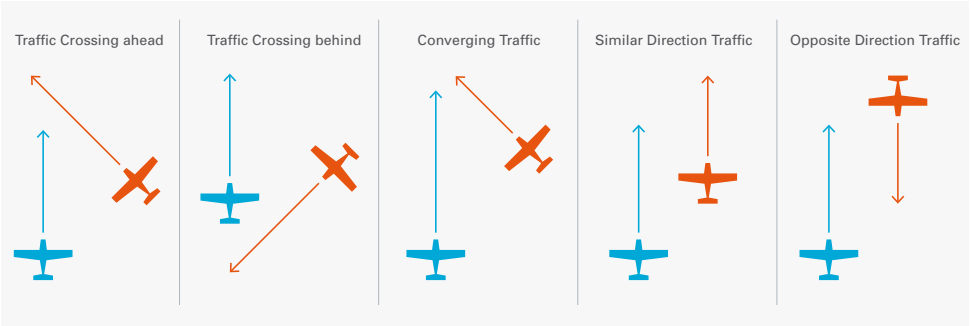 Traffic Crossing ahead
Traffic Crossing behind
Converging Traffic
Similar Direction Traffic
Opposite Direction Traffic